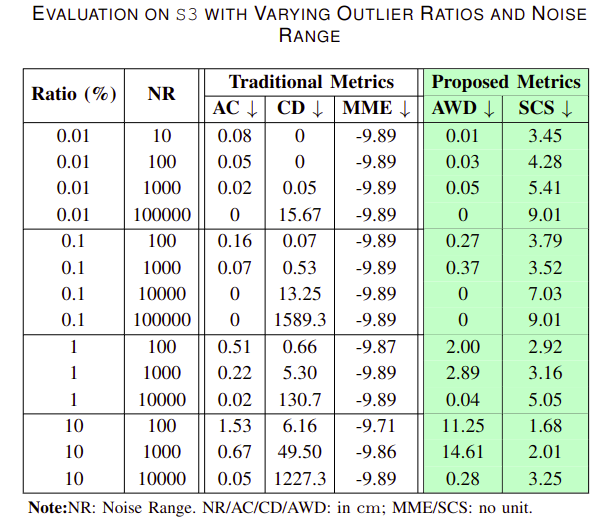 EVALUATION ON S3 WITH VARYING OUTLIER RATIOS AND NOISE
RANGE
Ratio (%) NR Traditional Metrics Proposed Metrics
AC ↓ CD ↓ MME ↓ AWD ↓ SCS ↓
0.01 10 0.08 0 -9.89 0.01 3.45
0.01 100 0.05 0 -9.89 0.03 4.28
0.01 1000 0.02 0.05 -9.89 0.05 5.41
0.01 100000 0 15.67 -9.89 0 9.01
0.1 100 0.16 0.07 -9.89 0.27 3.79
0.1 1000 0.07 0.53 -9.89 0.37 3.52
0.1 10000 0 13.25 -9.89 0 7.03
0.1 100000 0 1589.3 -9.89 0 9.01
1 100 0.51 0.66 -9.87 2.00 2.92
1 1000 0.22 5.30 -9.89 2.89 3.16
1 10000 0.02 130.7 -9.89 0.04 5.05
10 100 1.53 6.16 -9.71 11.25 1.68
10 1000 0.67 49.50 -9.86 14.61 2.01
10 10000 0.05 1227.3 -9.89 0.28 3.25
Note:NR: Noise Range. NR/AC/CD/AWD: in cm; MME/SCS: no unit.